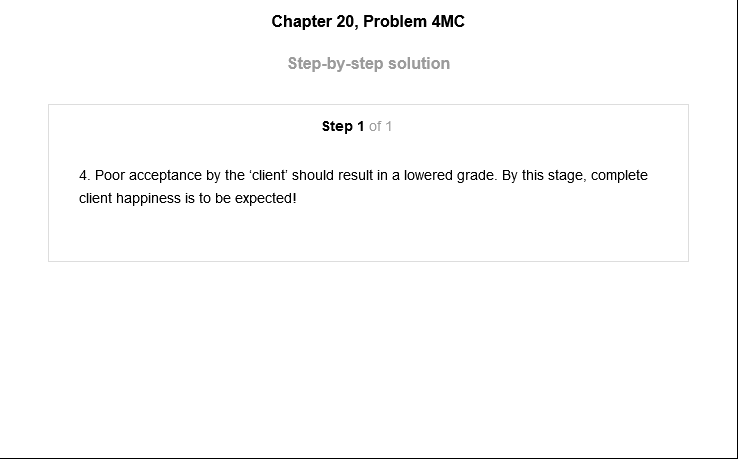 Chapter 20, Problem 4MC
Step-by-step solution
Step 1 of 1
4. Poor acceptance by the ‘client’ should result in a lowered grade. By this stage, complete
client happiness is to be expected!